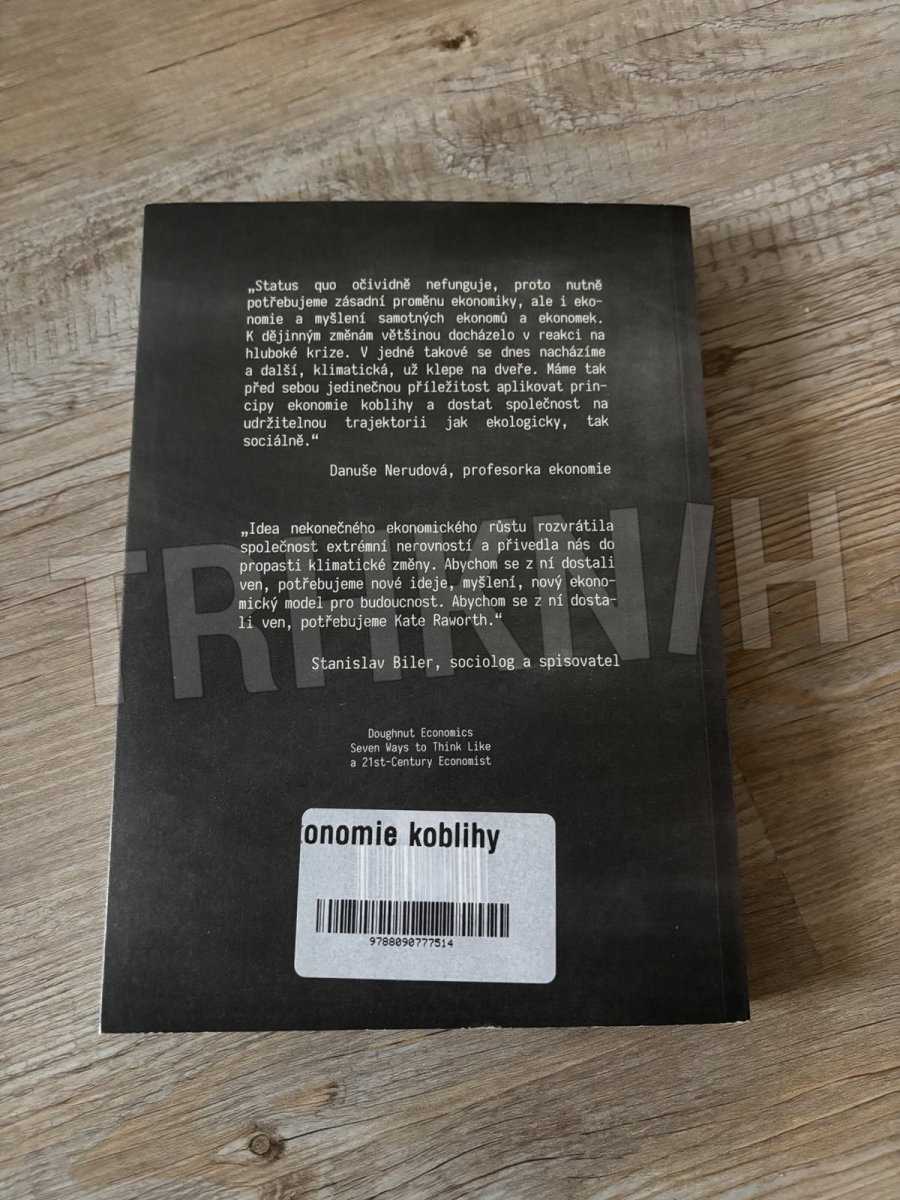 „Status quo očividně nefunguje, proto nutně
potřebujeme zásadní proměnu ekonomiky, ale i eko-
nomie a myšlení samotných ekonomů a ekonomek.
K dějinným změnám většinou docházelo v reakci na
hluboké krize. V jedné takové se dnes nacházíme
a další, klimatická, už klepe na dveře. Máme tak
před sebou jedinečnou příležitost aplikovat prin-
cipy ekonomie koblihy a dostat společnost na
udržitelnou trajektorii jak ekologicky, tak
sociálně.“
Danuše Nerudová, profesorka ekonomie
„Idea nekonečného ekonomického růstu rozvrátila
společnost extrémní nerovností a přivedla nás do
propasti klimatické změny. Abychom se z ní dostali
ven, potřebujeme nové ideje, myšlení, nový ekono-
mický model pro budoucnost. Abychom se z ní dosta-
li ven, potřebujeme Kate Raworth.“
Stanislav Biler, sociolog a spisovatel
TRHKNIH
Doughnut Economics
Seven Ways to Think Like
a 21st-Century Economist
onomie koblihy
9788090777514